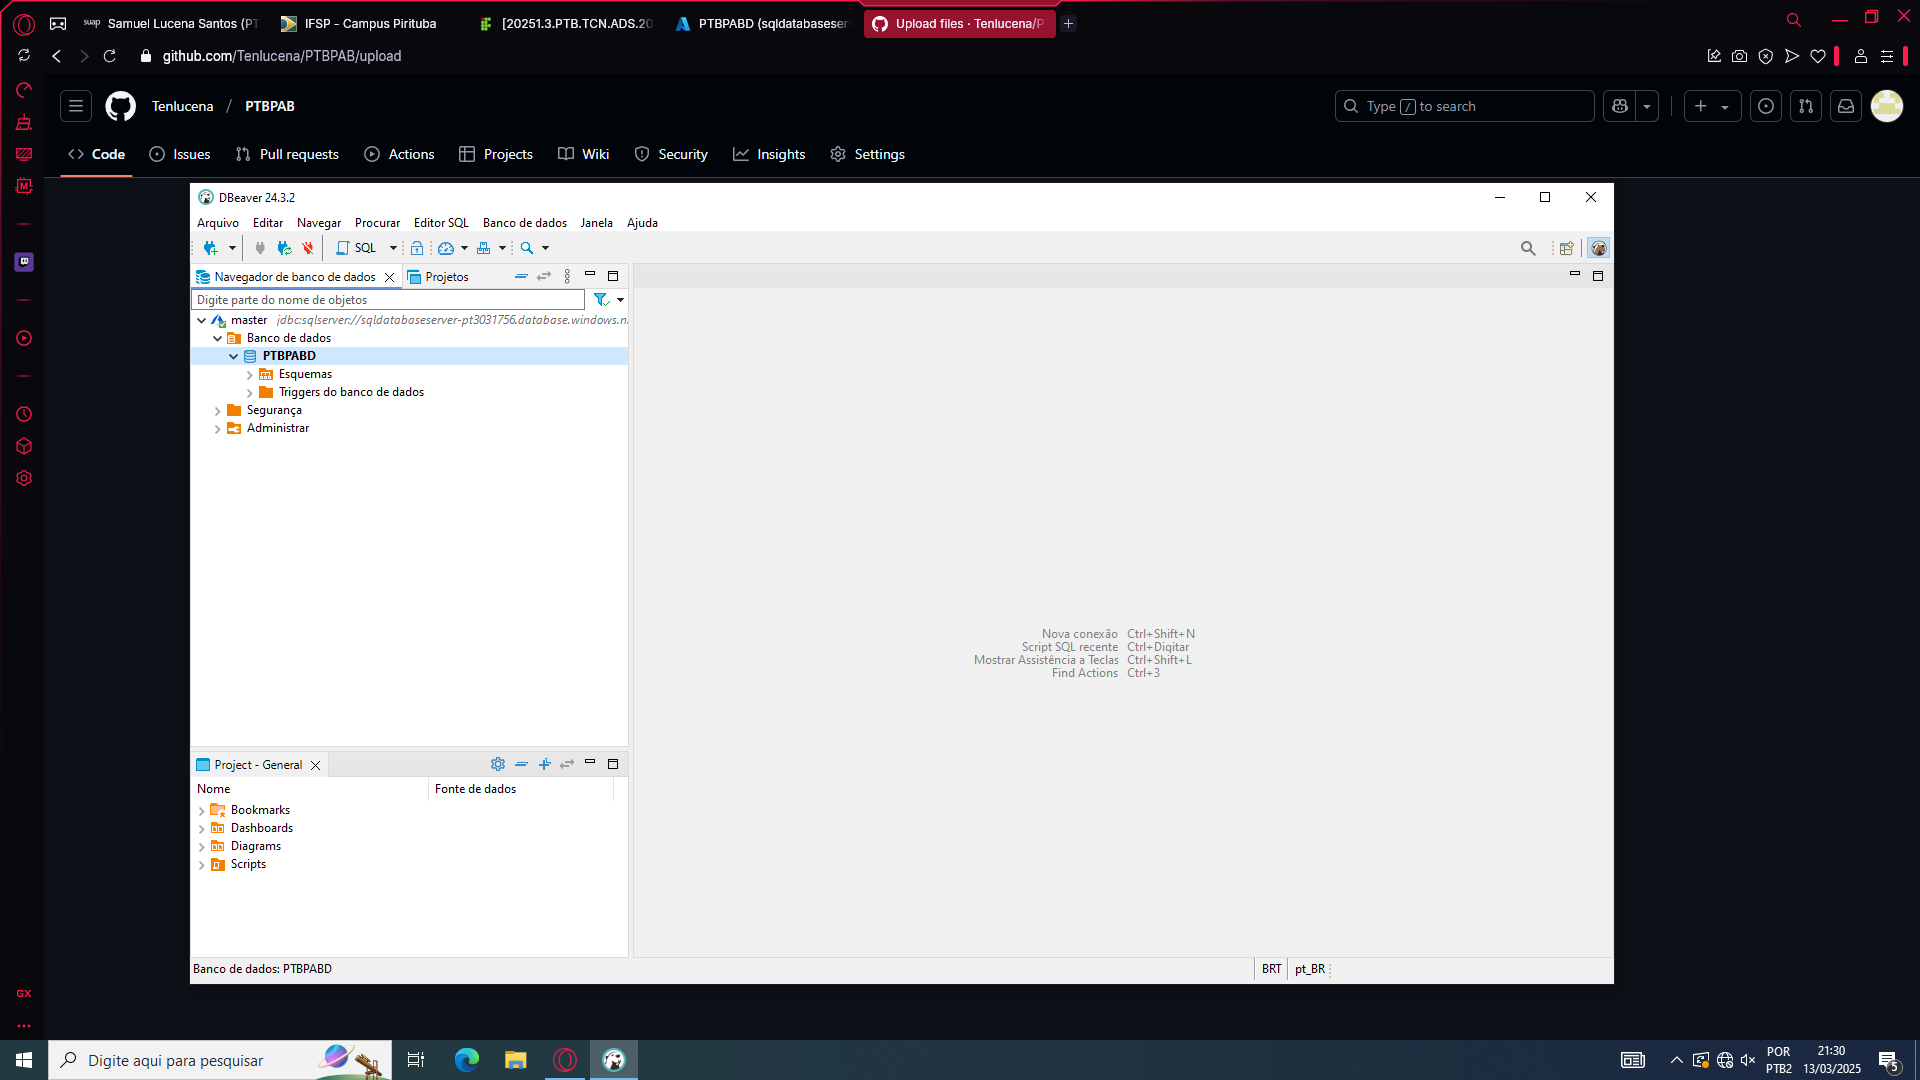 suap Samuel Lucena Santos (PT
IFSP - Campus Pirituba
[20251.3.PTB.TCN.ADS.20
PTBPABD (sqldatabaseser
Upload files · Tenlucena/P
github.com/Tenlucena/PTBPAB/upload
Tenlucena / PTBPAB
Type / to search
Code
Issues
Pull requests
Actions
Projects
Wiki
Security
Insights
Settings
DBeaver 24.3.2
Arquivo Editar Navegar Procurar Editor SQL Banco de dados Janela Ajuda
SQL
Navegador de banco de dados
Projetos
Digite parte do nome de objetos
master jdbc:sqlserver://sqldatabaseserver-pt3031756.database.windows.n
Banco de dados
PTBPABD
Esquemas
Triggers do banco de dados
Segurança
Administrar
Nova conexão Ctrl+Shift+N
Script SQL recente Ctrl+Digitar
Mostrar Assistência a Teclas Ctrl+Shift+L
Find Actions Ctrl+3
Project - General
Nome Fonte de dados
Bookmarks
Dashboards
Diagrams
Scripts
Banco de dados: PTBPABD
BRT pt_BR
GX
Digite aqui para pesquisar
POR
PTB2
21:30
13/03/2025
5